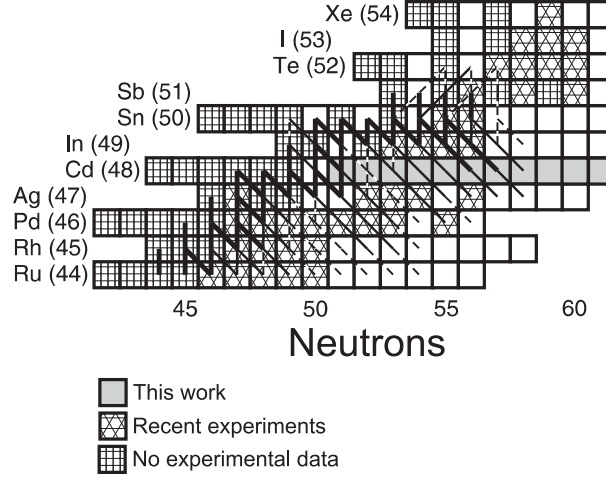 Xe (54)
I (53)
Te (52)
Sb (51)
Sn (50)
In (49)
Cd (48)
Ag (47)
Pd (46)
Rh (45)
Ru (44)
45 50 55 60
Neutrons
This work
Recent experiments
No experimental data